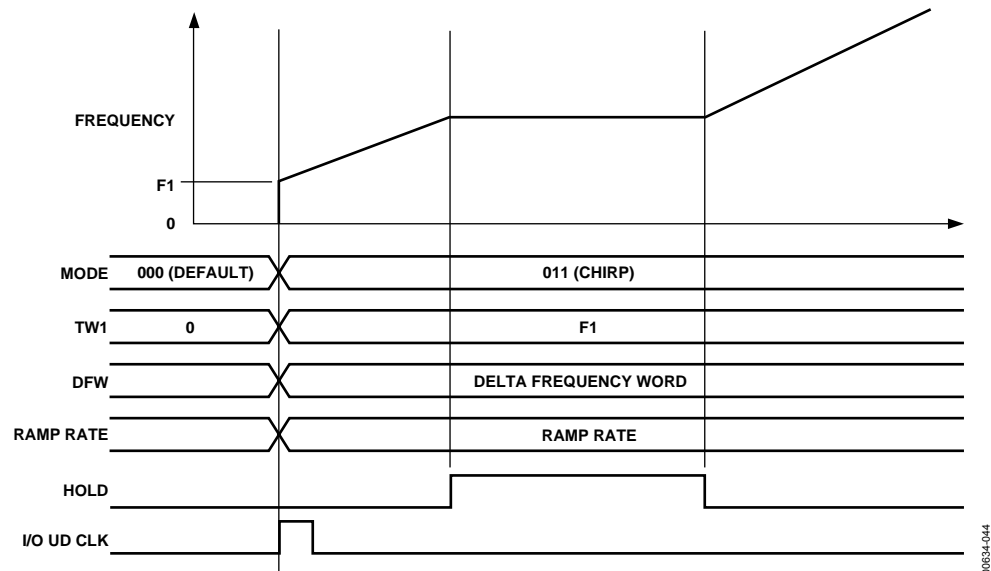 FREQUENCY
F1
0
MODE 000 (DEFAULT) 011 (CHIRP)
TW1 0 F1
DFW DELTA FREQUENCY WORD
RAMP RATE RAMP RATE
HOLD
I/O UD CLK
00634-044